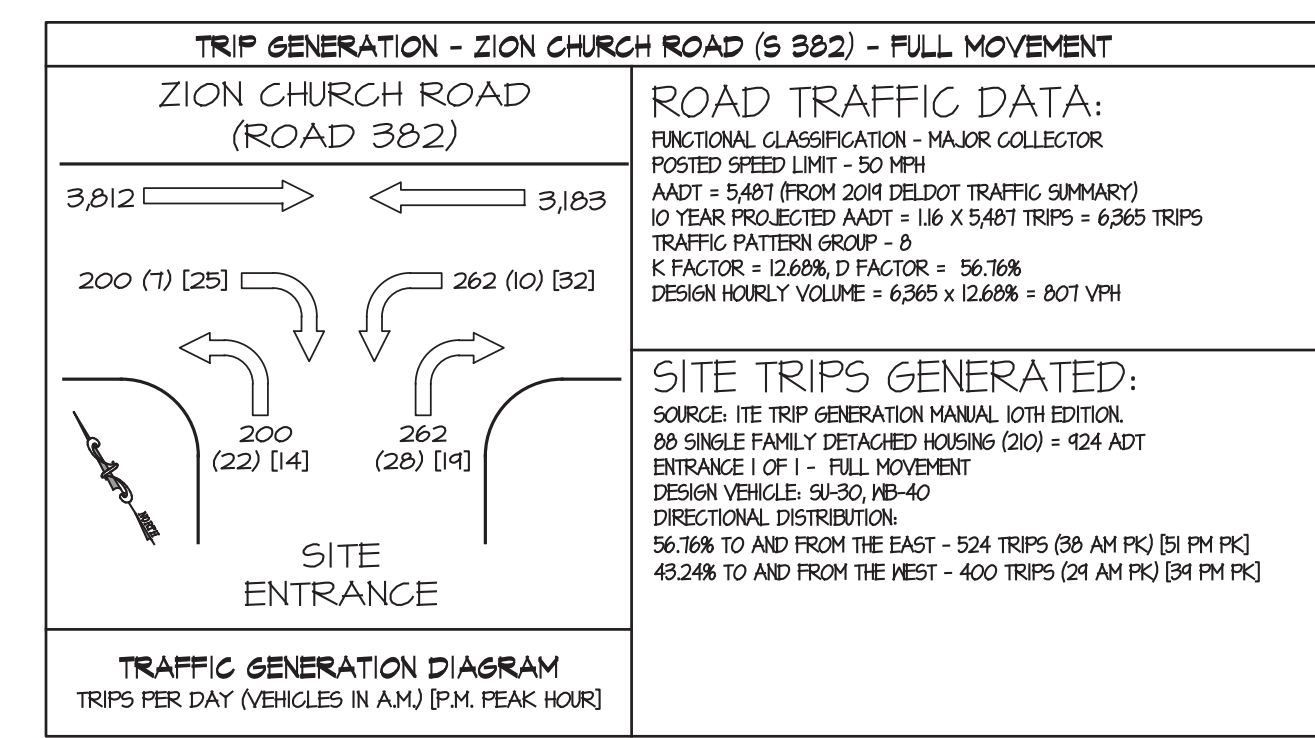 TRIP GENERATION - ZION CHURCH ROAD (S 382) - FULL MOVEMENT
ZION CHURCH ROAD
(ROAD 382)
3,812
3,183
200 (7) [25]
262 (10) [32]
200
(22) [14]
262
(28) [19]
NORTH
SITE
ENTRANCE
TRAFFIC GENERATION DIAGRAM
TRIPS PER DAY (VEHICLES IN A.M.) [P.M. PEAK HOUR]
ROAD TRAFFIC DATA:
FUNCTIONAL CLASSIFICATION - MAJOR COLLECTOR
POSTED SPEED LIMIT - 50 MPH
AADT = 5,487 (FROM 2019 DELDOT TRAFFIC SUMMARY)
10 YEAR PROJECTED AADT = 1.16 X 5,487 TRIPS = 6,365 TRIPS
TRAFFIC PATTERN GROUP - 8
K FACTOR = 12.68%, D FACTOR = 56.76%
DESIGN HOURLY VOLUME = 6,365 x 12.68% = 807 VPH
SITE TRIPS GENERATED:
SOURCE: ITE TRIP GENERATION MANUAL 10TH EDITION.
88 SINGLE FAMILY DETACHED HOUSING (210) = 924 ADT
ENTRANCE 1 OF 1 - FULL MOVEMENT
DESIGN VEHICLE: SU-30, WB-40
DIRECTIONAL DISTRIBUTION:
56.76% TO AND FROM THE EAST - 524 TRIPS (38 AM PK) [51 PM PK]
43.24% TO AND FROM THE WEST - 400 TRIPS (29 AM PK) [39 PM PK]